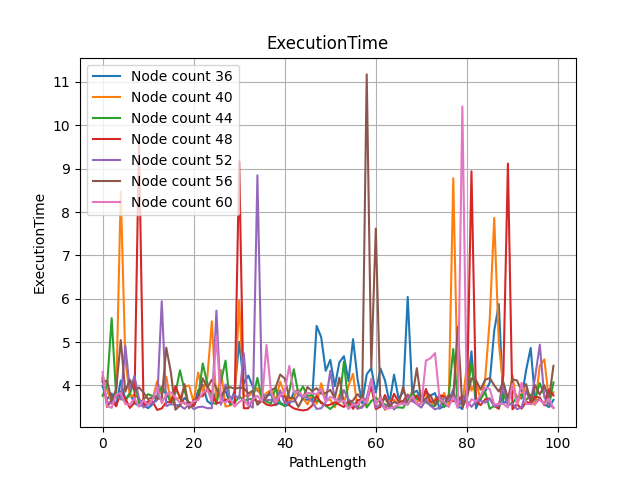 ExecutionTime
11
10
9
8
7
6
5
4
ExecutionTime
Node count 36
Node count 40
Node count 44
Node count 48
Node count 52
Node count 56
Node count 60
0
20
40
60
80
100
PathLength